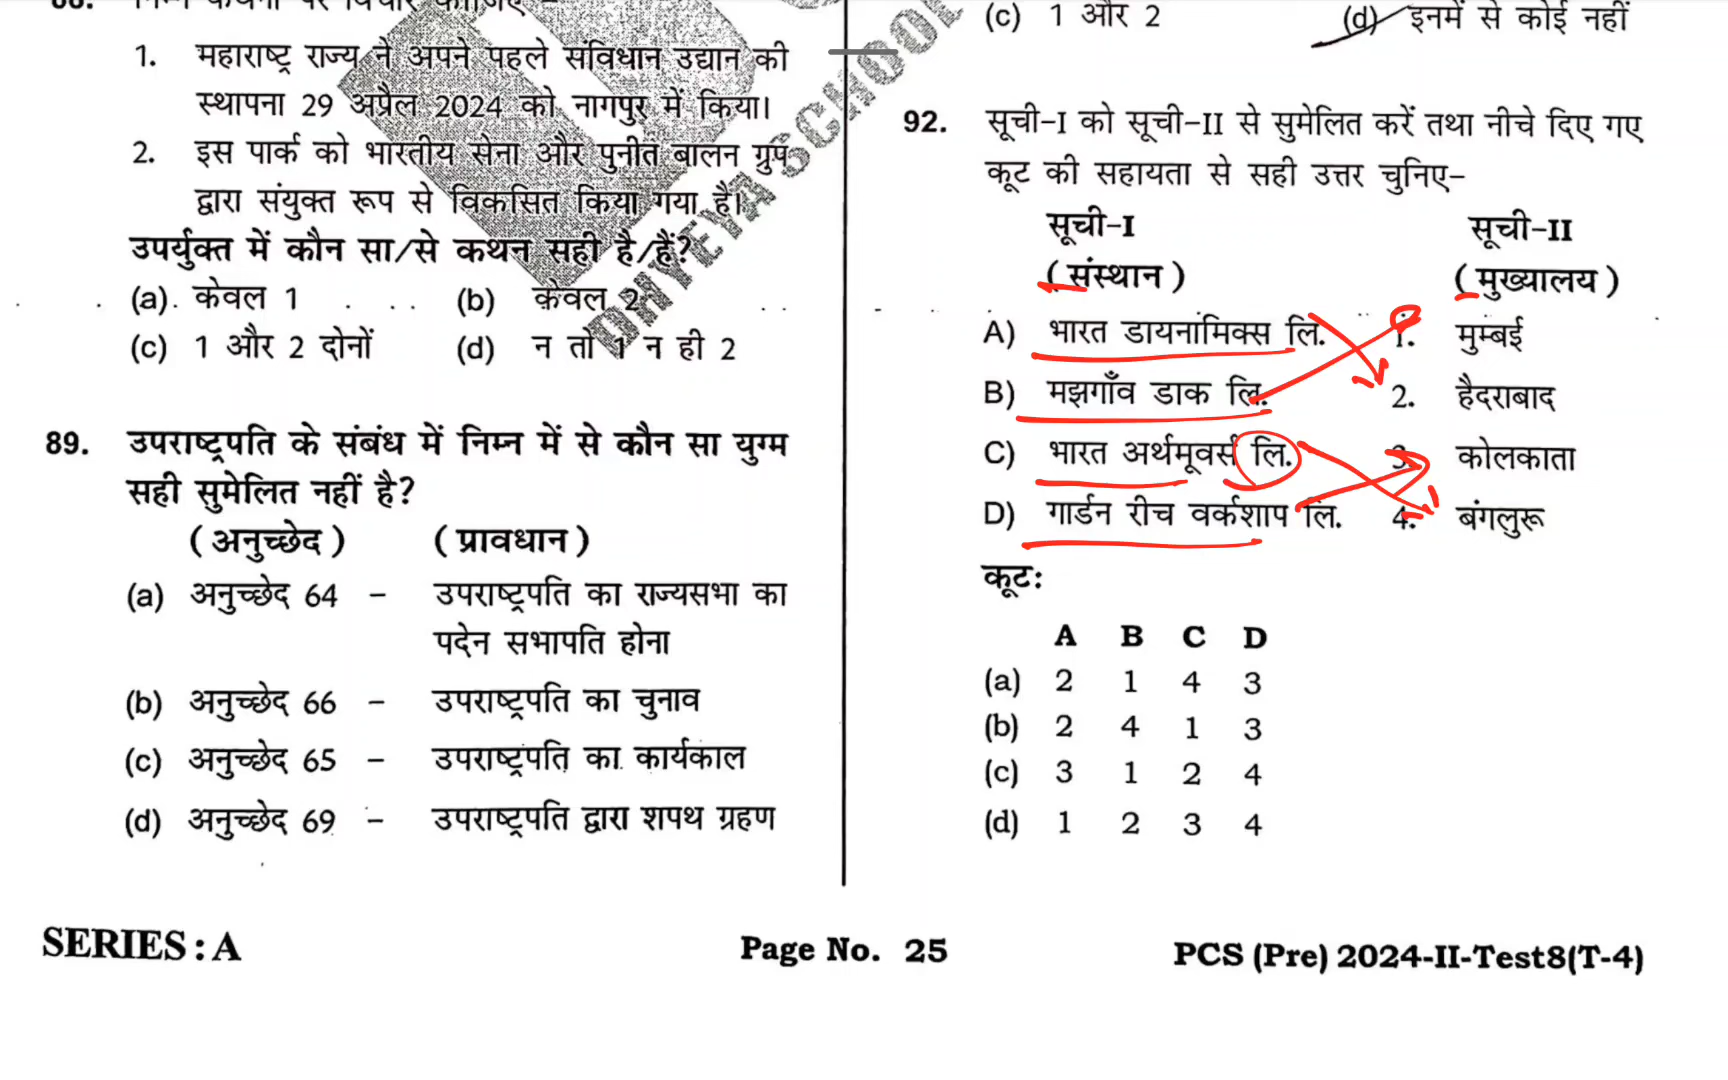 88. निम्न कथनों पर विचार कीजिए –
1. महाराष्ट्र राज्य ने अपने पहले संविधान उद्यान की
स्थापना 29 अप्रैल 2024 को नागपुर में किया।
2. इस पार्क को भारतीय सेना और पुनीत बालन ग्रुप
द्वारा संयुक्त रूप से विकसित किया गया है।
उपर्युक्त में कौन सा/से कथन सही है/हैं?
(a). केवल 1 (b) केवल 2
(c) 1 और 2 दोनों (d) न तो 1 न ही 2
89. उपराष्ट्रपति के संबंध में निम्न में से कौन सा युग्म
सही सुमेलित नहीं है?
(अनुच्छेद) (प्रावधान)
(a) अनुच्छेद 64 – उपराष्ट्रपति का राज्यसभा का
पदेन सभापति होना
(b) अनुच्छेद 66 – उपराष्ट्रपति का चुनाव
(c) अनुच्छेद 65 – उपराष्ट्रपति का कार्यकाल
(d) अनुच्छेद 69 – उपराष्ट्रपति द्वारा शपथ ग्रहण
(c) 1 और 2 (d) इनमें से कोई नहीं
92. सूची-I को सूची-II से सुमेलित करें तथा नीचे दिए गए
कूट की सहायता से सही उत्तर चुनिए–
सूची-I सूची-II
(संस्थान) (मुख्यालय)
A) भारत डायनामिक्स लि. 1. मुम्बई
B) मझगाँव डाक लि. 2. हैदराबाद
C) भारत अर्थमूवर्स लि. 3. कोलकाता
D) गार्डन रीच वर्कशाप लि. 4. बंगलुरू
कूटः
A B C D
(a) 2 1 4 3
(b) 2 4 1 3
(c) 3 1 2 4
(d) 1 2 3 4
DHYEYA SCHOOL
SERIES : A
Page No. 25
PCS (Pre) 2024-II-Test8(T-4)